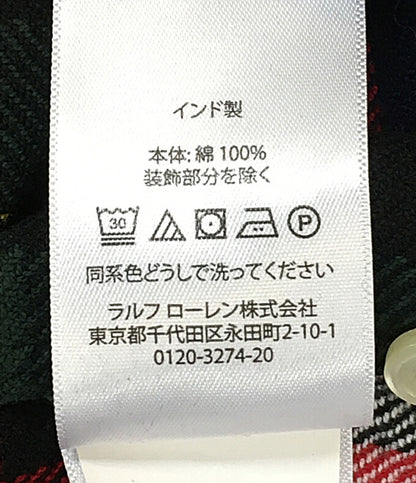 インド製
本体: 綿 100%
装飾部分を除く
30 P
同系色どうしで洗ってください
ラルフ ローレン株式会社
東京都千代田区永田町2-10-1
0120-3274-20